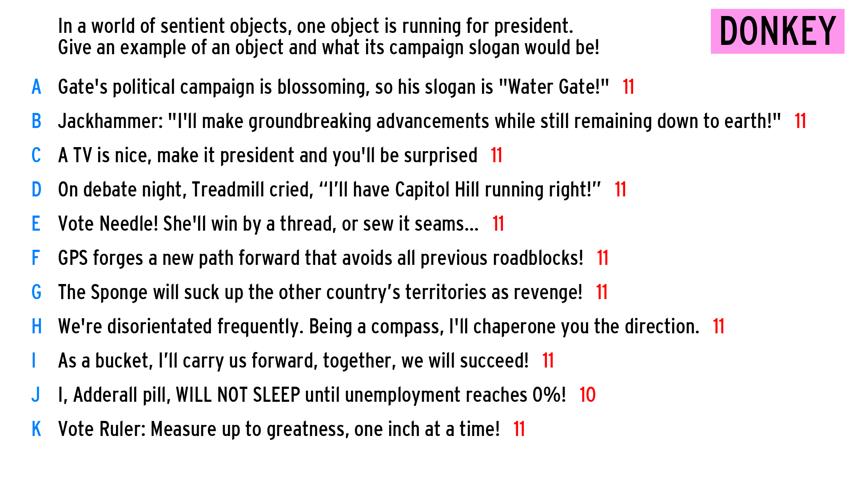 In a world of sentient objects, one object is running for president.
Give an example of an object and what its campaign slogan would be!
DONKEY
A Gate's political campaign is blossoming, so his slogan is "Water Gate!" 11
B Jackhammer: "I'll make groundbreaking advancements while still remaining down to earth!" 11
C A TV is nice, make it president and you'll be surprised 11
D On debate night, Treadmill cried, “I’ll have Capitol Hill running right!” 11
E Vote Needle! She'll win by a thread, or sew it seams... 11
F GPS forges a new path forward that avoids all previous roadblocks! 11
G The Sponge will suck up the other country’s territories as revenge! 11
H We're disorientated frequently. Being a compass, I'll chaperone you the direction. 11
I As a bucket, I’ll carry us forward, together, we will succeed! 11
J I, Adderall pill, WILL NOT SLEEP until unemployment reaches 0%! 10
K Vote Ruler: Measure up to greatness, one inch at a time! 11